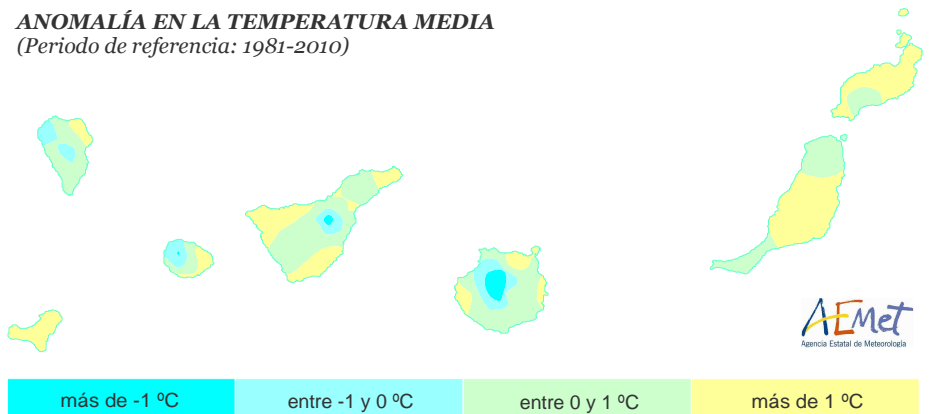 ANOMALÍA EN LA TEMPERATURA MEDIA
(Periodo de referencia: 1981-2010)
AEMet
Agencia Estatal de Meteorología
más de -1 ºC
entre -1 y 0 ºC
entre 0 y 1 ºC
más de 1 ºC